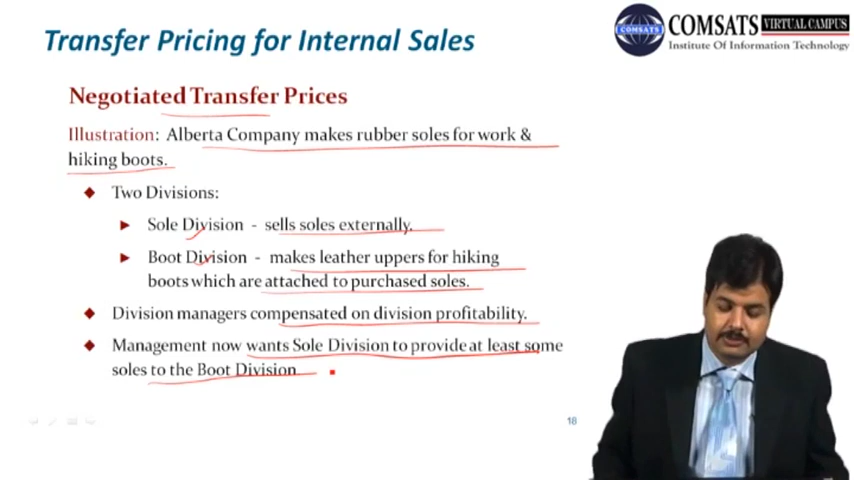 Transfer Pricing for Internal Sales
COMSATS VIRTUAL CAMPUS
Institute Of Information Technology
COMSATS
Negotiated Transfer Prices
Illustration: Alberta Company makes rubber soles for work &
hiking boots.
Two Divisions:
Sole Division - sells soles externally.
Boot Division - makes leather uppers for hiking
boots which are attached to purchased soles.
Division managers compensated on division profitability.
Management now wants Sole Division to provide at least some
soles to the Boot Division
18